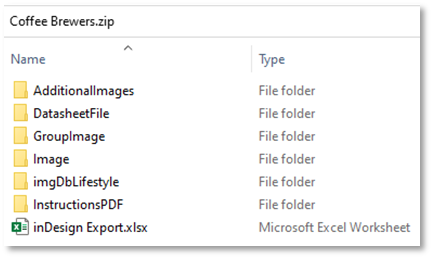 Coffee Brewers.zip
Name Type
AdditionalImages File folder
DatasheetFile File folder
GroupImage File folder
Image File folder
imgDbLifestyle File folder
InstructionsPDF File folder
inDesign Export.xlsx Microsoft Excel Worksheet